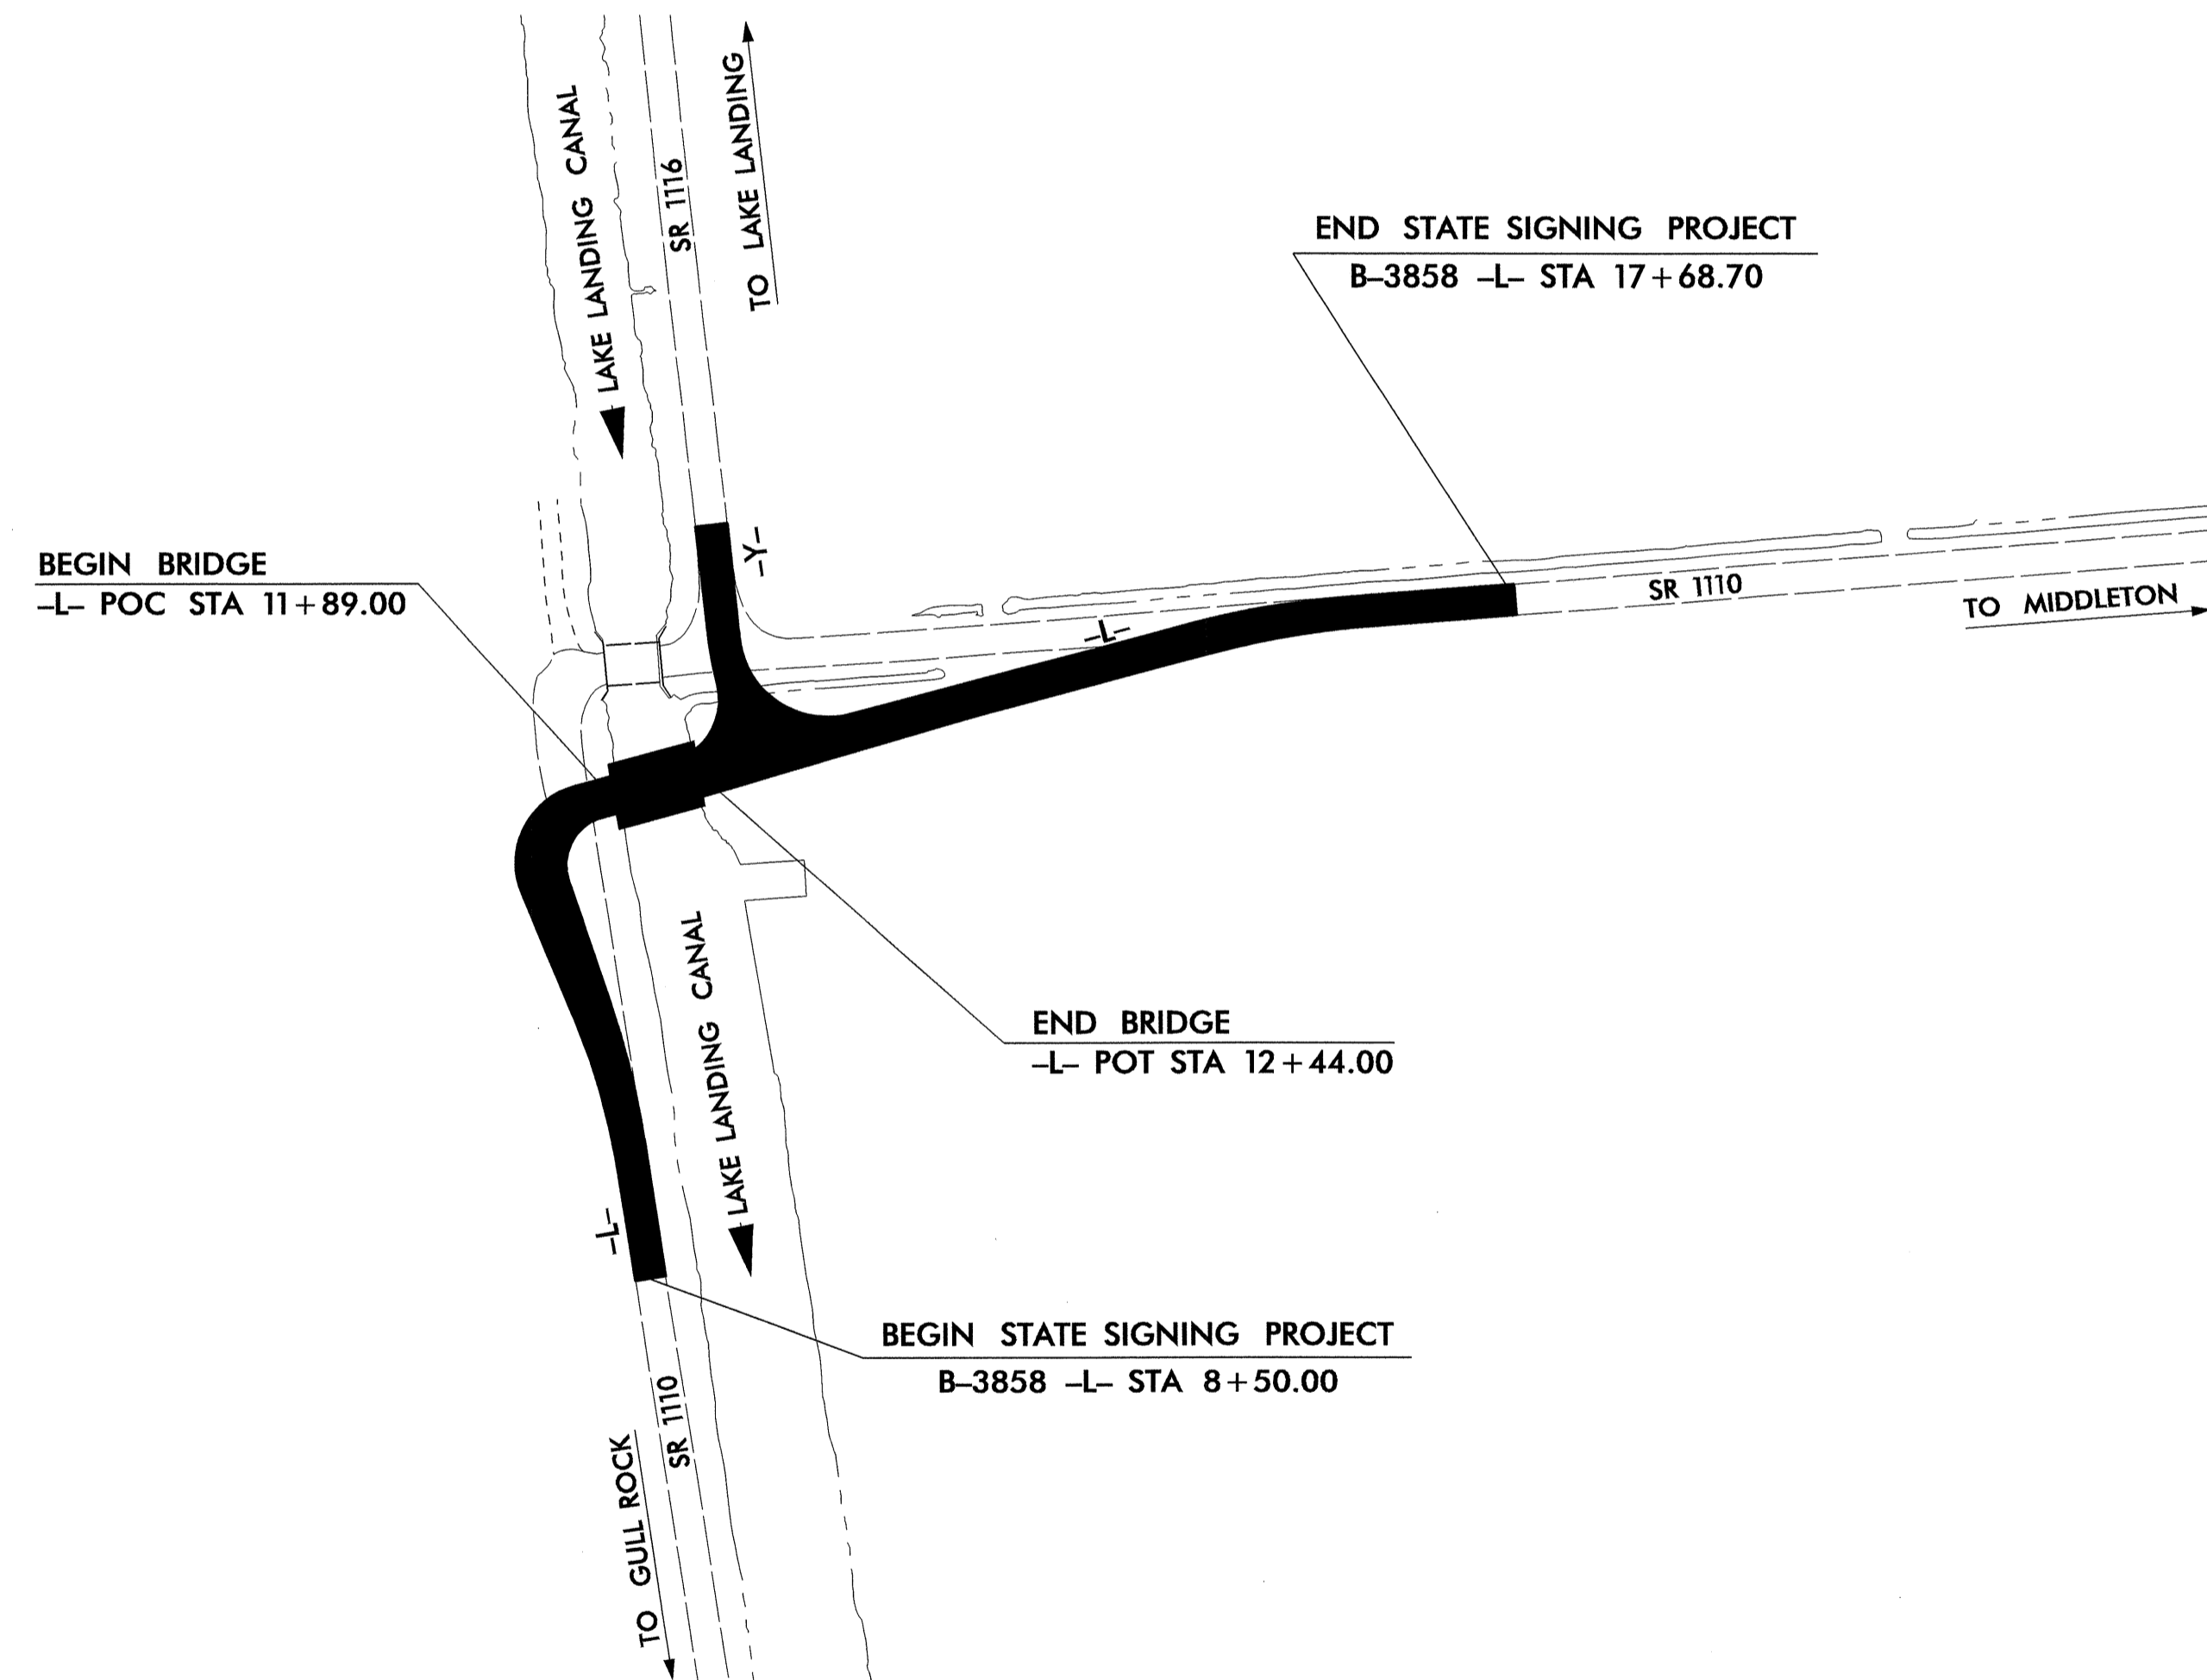 LAKE LANDING CANAL
SR 1116
TO LAKE LANDING
END STATE SIGNING PROJECT
B-3858 -L- STA 17+68.70
BEGIN BRIDGE
-L- POC STA 11+89.00
-Y-
-L-
SR 1110
TO MIDDLETON
LAKE LANDING CANAL
END BRIDGE
-L- POT STA 12+44.00
-L-
BEGIN STATE SIGNING PROJECT
B-3858 -L- STA 8+50.00
SR 1110
TO GULL ROCK